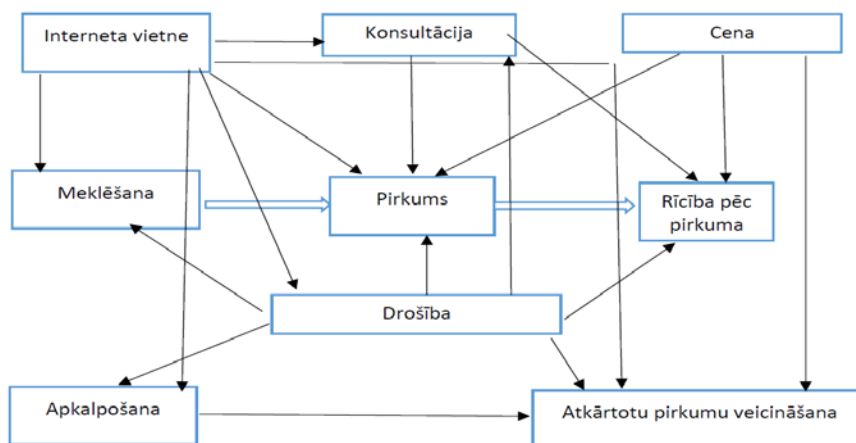 Interneta vietne
Konsultācija
Cena
Meklēšana
Pirkums
Rīcība pēc
pirkuma
Drošība
Apkalpošana
Atkārtotu pirkumu veicināšana